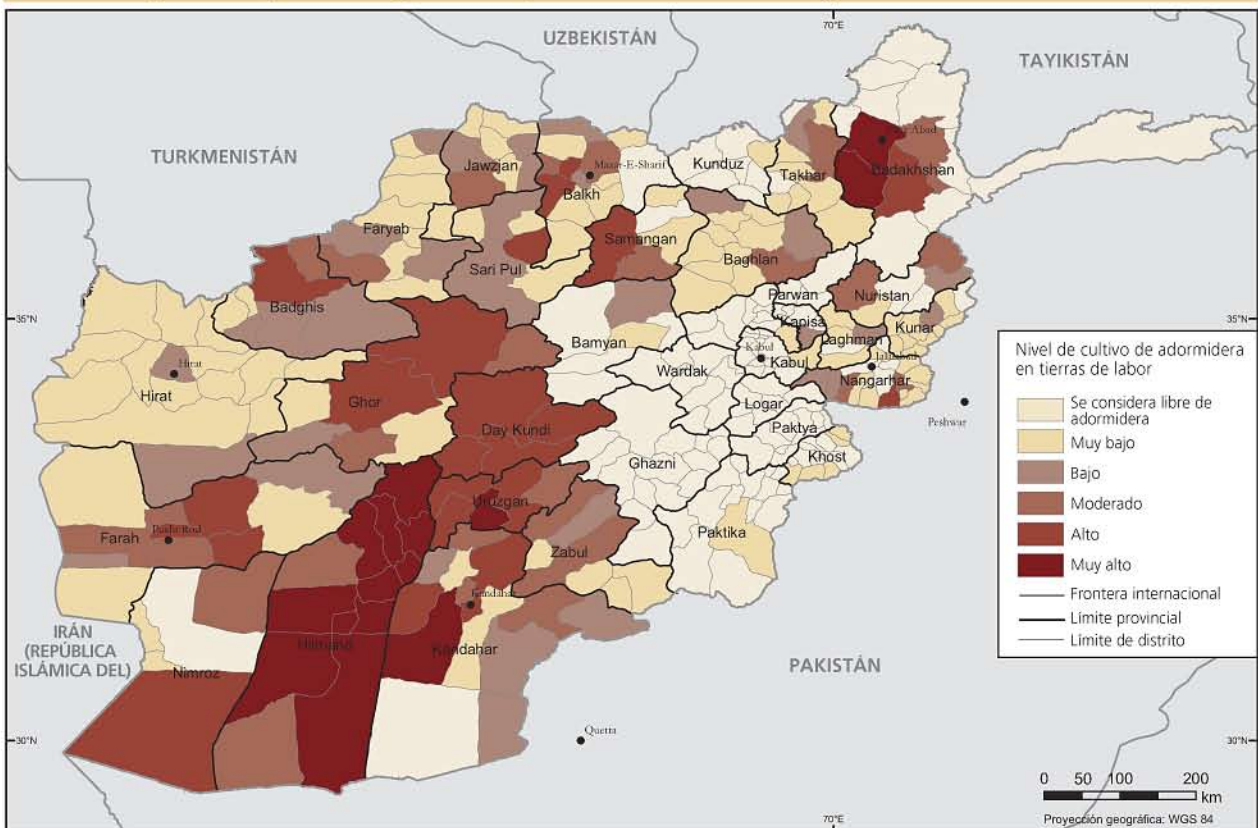 70°E
UZBEKISTÁN
TAYIKISTÁN
TURKMENISTÁN
Jawzjan
Mazar-E-Sharif
Kunduz
Takhar
Badakhshan
Balkh
Faryab
Samangan
Sari Pul
Baghlan
Badghis
Parwan
Nuristan
35°N
Kapisa
35°N
Bamyan
Laghman
Kunar
Kabul
Kabul
Hirat
Hirat
Wardak
Jalalabad
Nangarhar
Ghor
Logar
Peshwar
Day Kundi
Paktya
Khost
Ghazni
Uruzgan
Paktika
Farah
Zabul
Kandahar
IRÁN
(REPÚBLICA
ISLÁMICA DEL)
Hilmand
Kandahar
Nimroz
PAKISTÁN
Quetta
30°N
30°N
70°E
Nivel de cultivo de adormidera
en tierras de labor
Se considera libre de
adormidera
Muy bajo
Bajo
Moderado
Alto
Muy alto
Frontera internacional
Límite provincial
Límite de distrito
0 50 100 200
km
Proyección geográfica: WGS 84